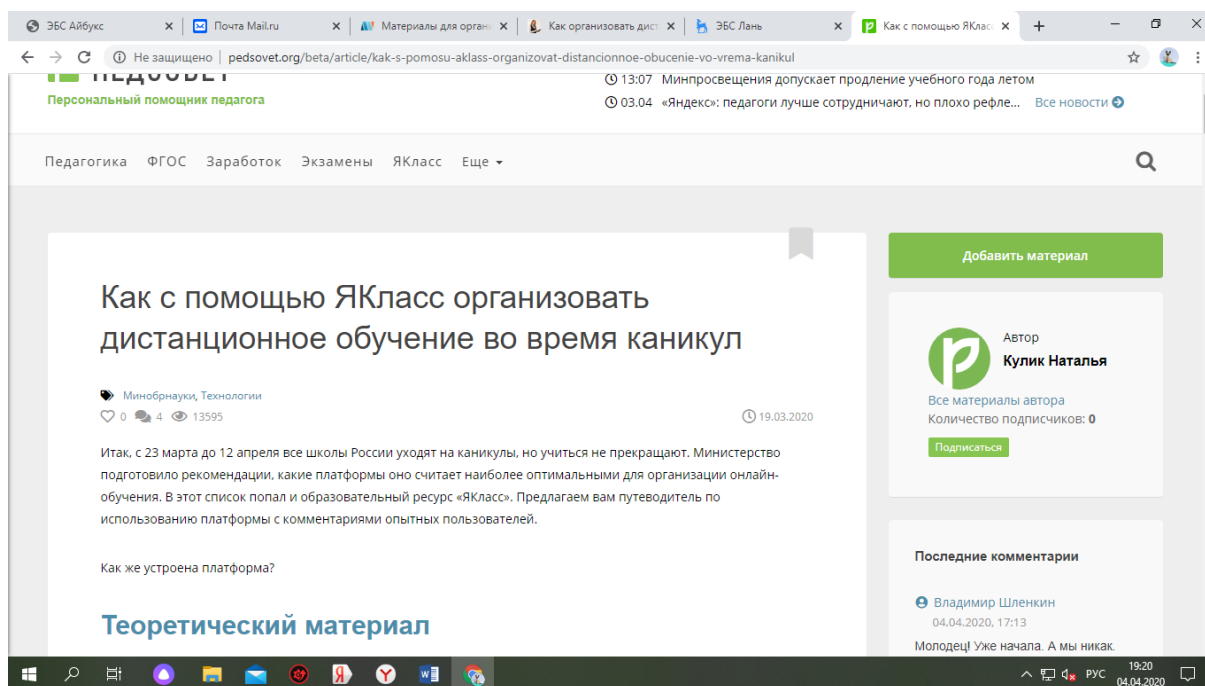 ЭБС Айбукс
Почта Mail.ru
Материалы для орган
Как организовать дист
ЭБС Лань
Как с помощью ЯКласс
Не защищено | pedsovet.org/beta/article/kak-s-pomosu-aklass-organizovat-distancionnoe-obucenie-vo-vrema-kanikul
ПЕДСОВЕТ
Персональный помощник педагога
13:07 Минпросвещения допускает продление учебного года летом
03.04 «Яндекс»: педагоги лучше сотрудничают, но плохо рефле... Все новости
Педагогика ФГОС Заработок Экзамены ЯКласс Еще
Добавить материал
Как с помощью ЯКласс организовать
дистанционное обучение во время каникул
Минобрнауки, Технологии
0 4 13595 19.03.2020
Итак, с 23 марта до 12 апреля все школы России уходят на каникулы, но учиться не прекращают. Министерство
подготовило рекомендации, какие платформы оно считает наиболее оптимальными для организации онлайн-
обучения. В этот список попал и образовательный ресурс «ЯКласс». Предлагаем вам путеводитель по
использованию платформы с комментариями опытных пользователей.
Как же устроена платформа?
Теоретический материал
Автор
Кулик Наталья
Все материалы автора
Количество подписчиков: 0
Подписаться
Последние комментарии
Владимир Шленкин
04.04.2020, 17:13
Молодец! Уже начала. А мы никак.
РУС
19:20
04.04.2020